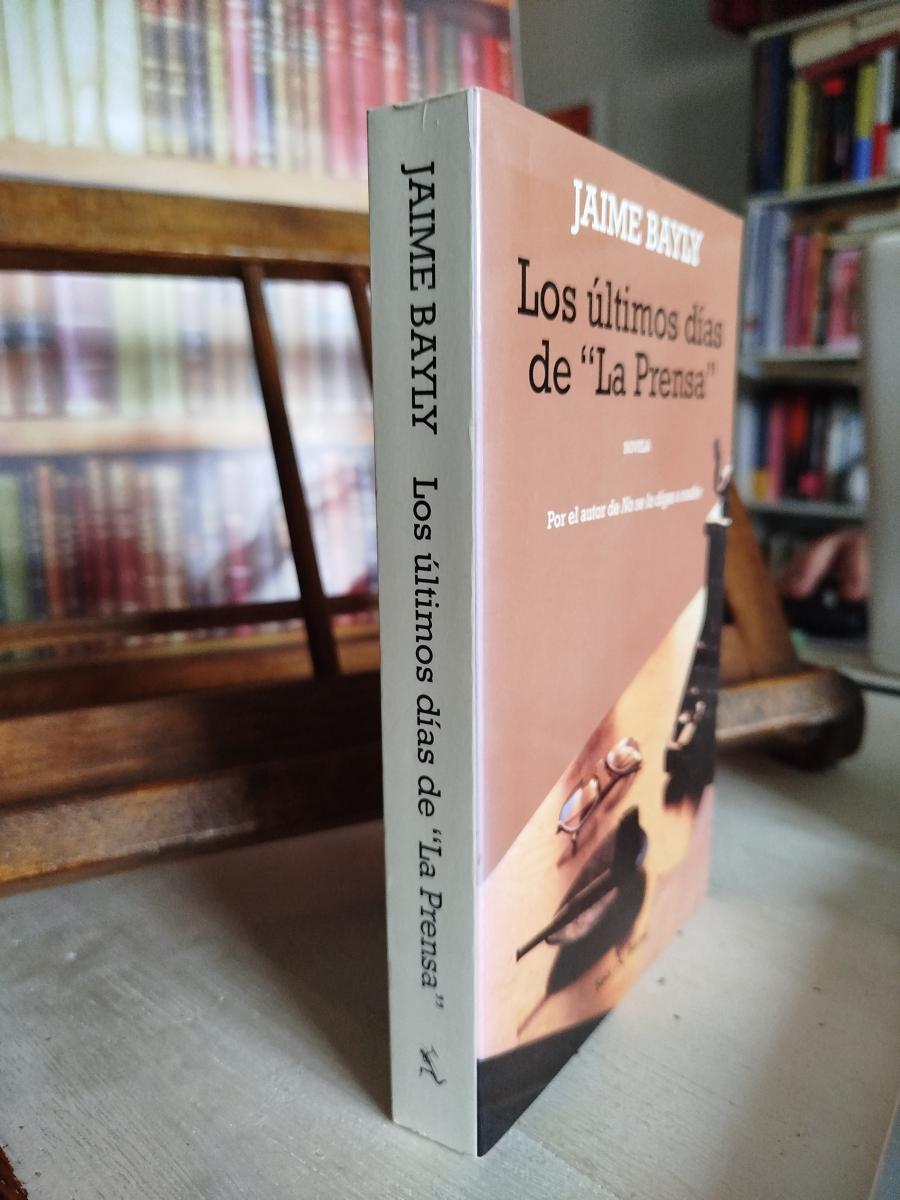 JAIME BAYLY Los últimos días de “La Prensa”
JAIME BAYLY
Los últimos días
de “La Prensa”
NOVELA
Por el autor de No se lo digas a nadie